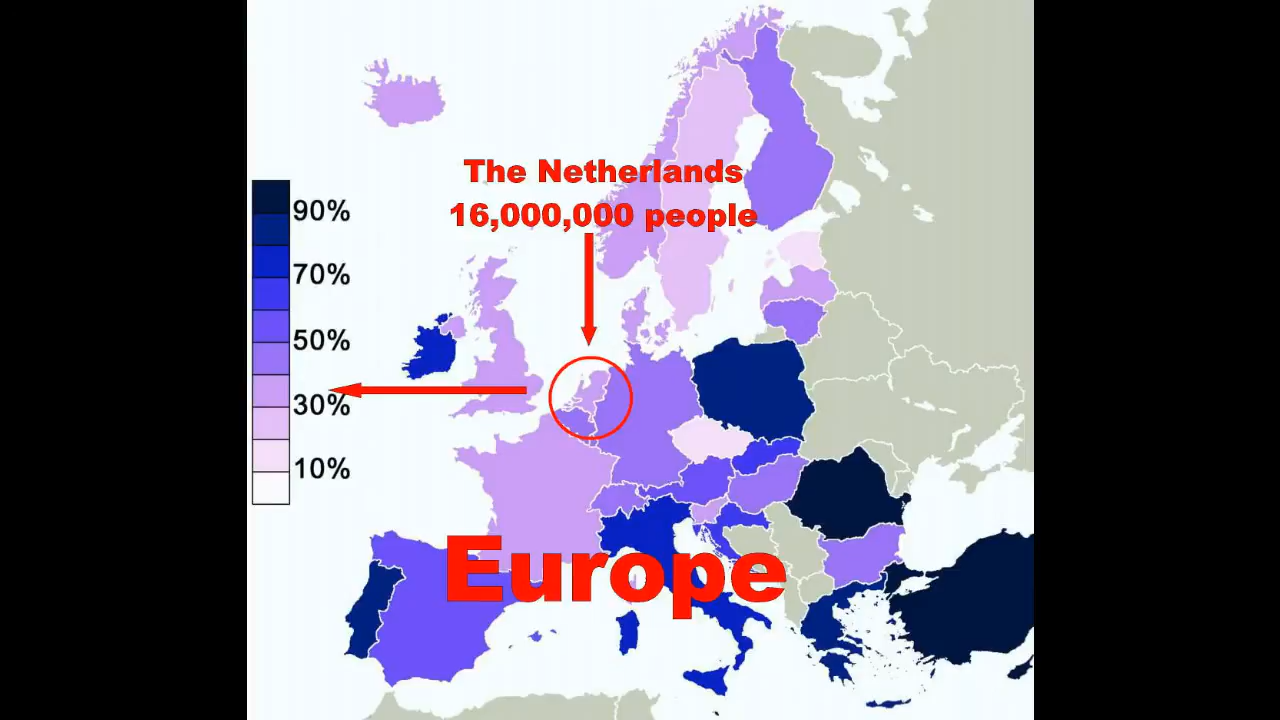 The Netherlands
16,000,000 people
90%
70%
50%
30%
10%
Europe